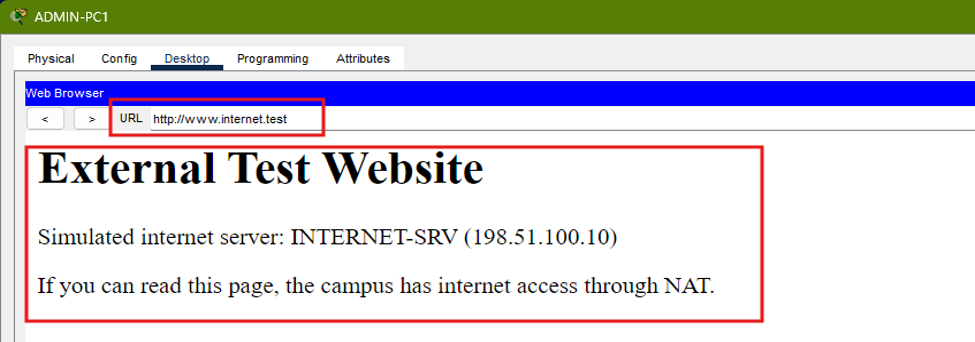 ADMIN-PC1
Physical Config Desktop Programming Attributes
Web Browser
< > URL http://www.internet.test
External Test Website
Simulated internet server: INTERNET-SRV (198.51.100.10)
If you can read this page, the campus has internet access through NAT.